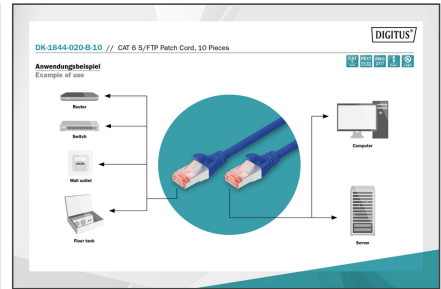 DIGITUS®
DK-1644-020-B-10 // CAT 6 S/FTP Patch Cord, 10 Pieces
Anwendungsbeispiel
Example of use
Router
Switch
Wall outlet
Floor tank
Computer
Server